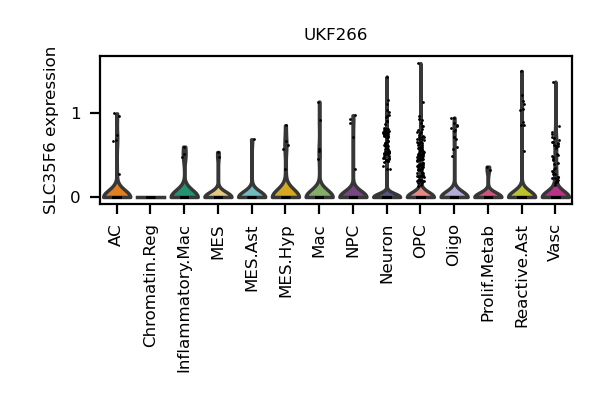 UKF266
SLC35F6 expression
1
0
AC
Chromatin.Reg
Inflammatory.Mac
MES
MES.Ast
MES.Hyp
Mac
NPC
Neuron
OPC
Oligo
Prolif.Metab
Reactive.Ast
Vasc